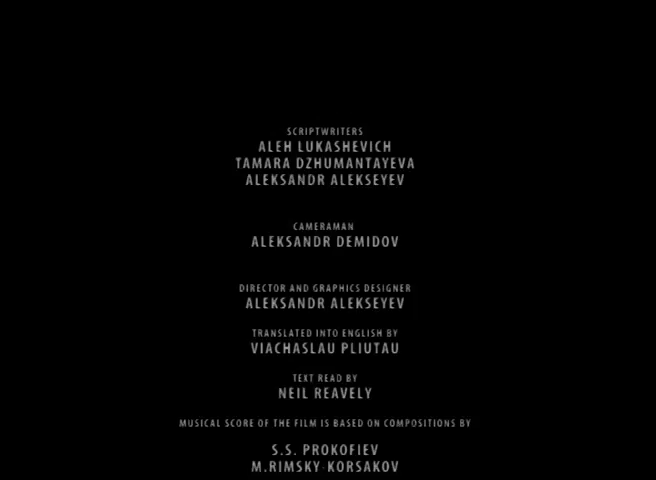 SCRIPTWRITERS
ALEH LUKASHEVICH
TAMARA DZHUMANTAYEVA
ALEKSANDR ALEKSEYEV
CAMERAMAN
ALEKSANDR DEMIDOV
DIRECTOR AND GRAPHICS DESIGNER
ALEKSANDR ALEKSEYEV
TRANSLATED INTO ENGLISH BY
VIACHASLAU PLIUTAU
TEXT READ BY
NEIL REAVELY
MUSICAL SCORE OF THE FILM IS BASED ON COMPOSITIONS BY
S.S. PROKOFIEV
M.RIMSKY-KORSAKOV